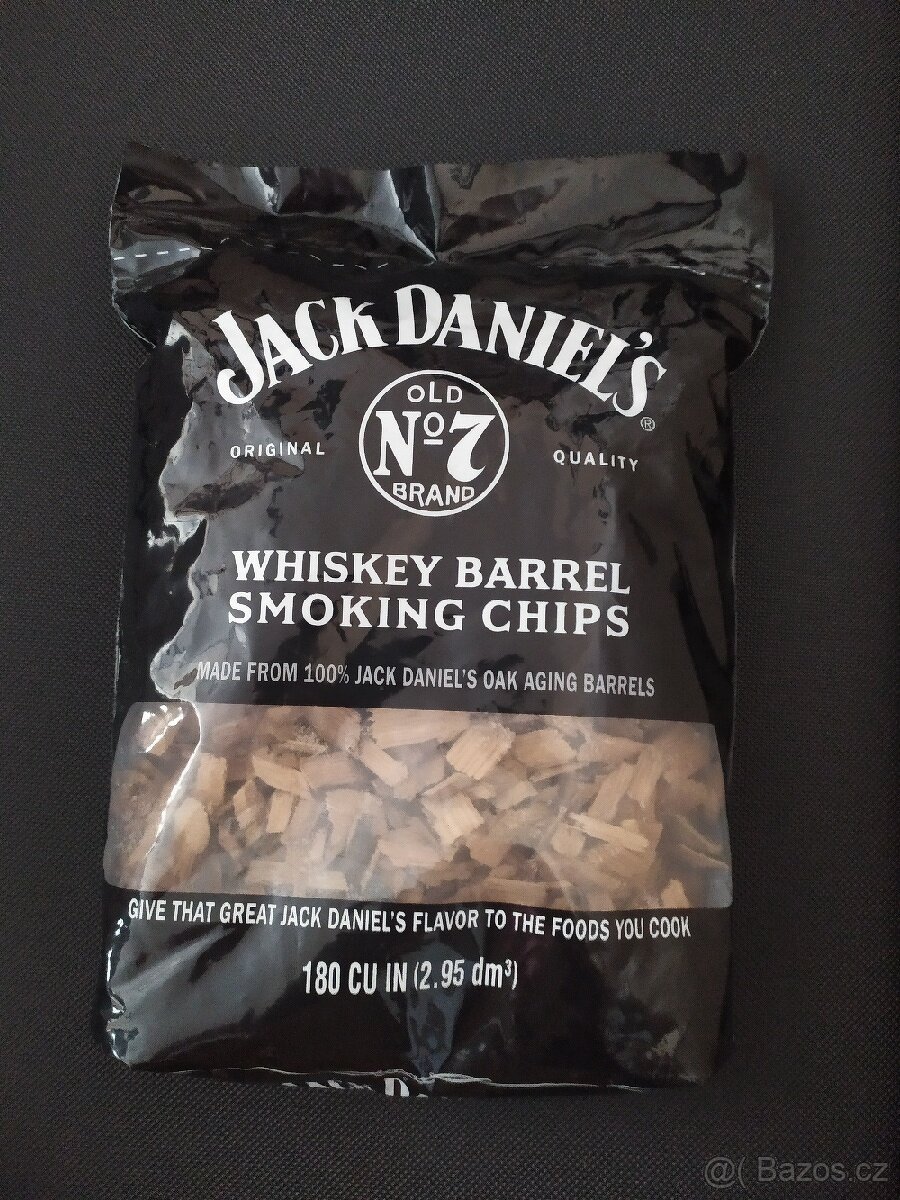 JACK DANIEL'S ®
OLD
ORIGINAL Nº7 QUALITY
BRAND
WHISKEY BARREL
SMOKING CHIPS
MADE FROM 100% JACK DANIEL'S OAK AGING BARRELS
GIVE THAT GREAT JACK DANIEL'S FLAVOR TO THE FOODS YOU COOK
180 CU IN (2.95 dm³)
@( Bazos.cz